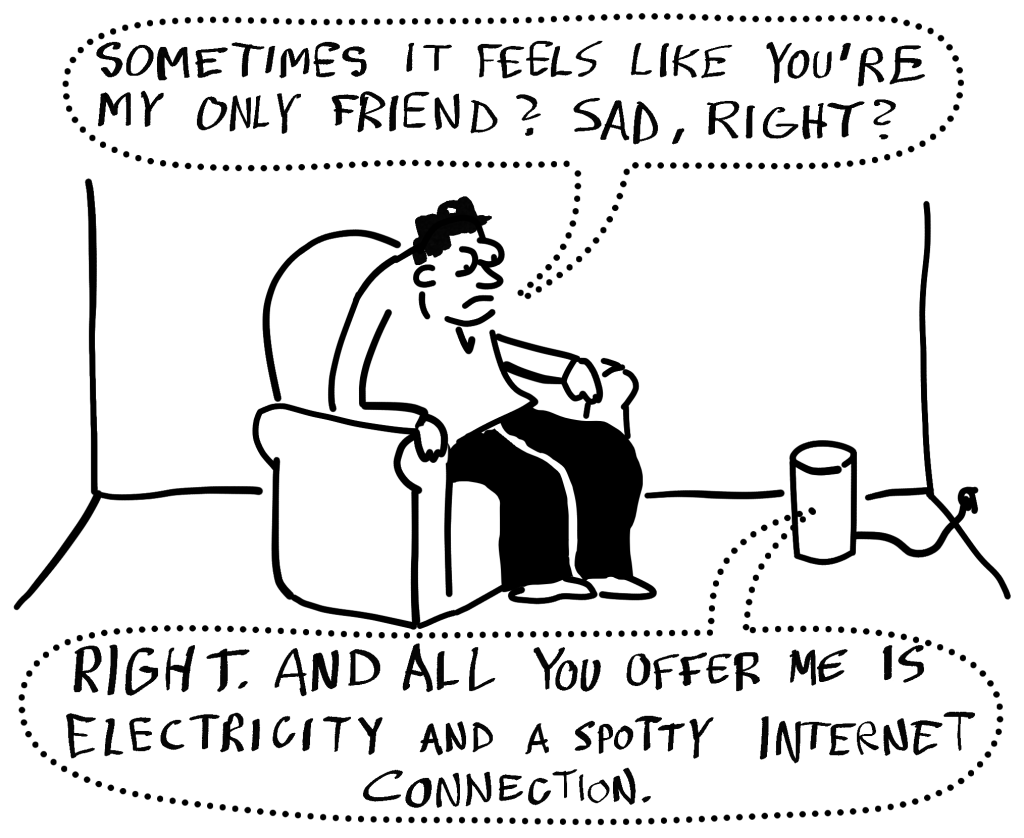 SOMETIMES IT FEELS LIKE YOU'RE
MY ONLY FRIEND? SAD, RIGHT?
RIGHT. AND ALL YOU OFFER ME IS
ELECTRICITY AND A SPOTTY INTERNET
CONNECTION.